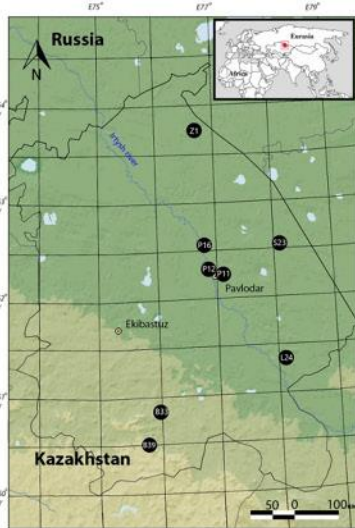 E75°
E77°
E79°
Russia
Eurasia
Africa
N
Z1
Irtysh river
P16
S23
P12
P11
Pavlodar
Ekibastuz
L24
B33
B39
Kazakhstan
50
0
100